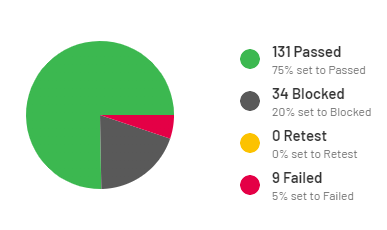 131 Passed
75% set to Passed
34 Blocked
20% set to Blocked
0 Retest
0% set to Retest
9 Failed
5% set to Failed